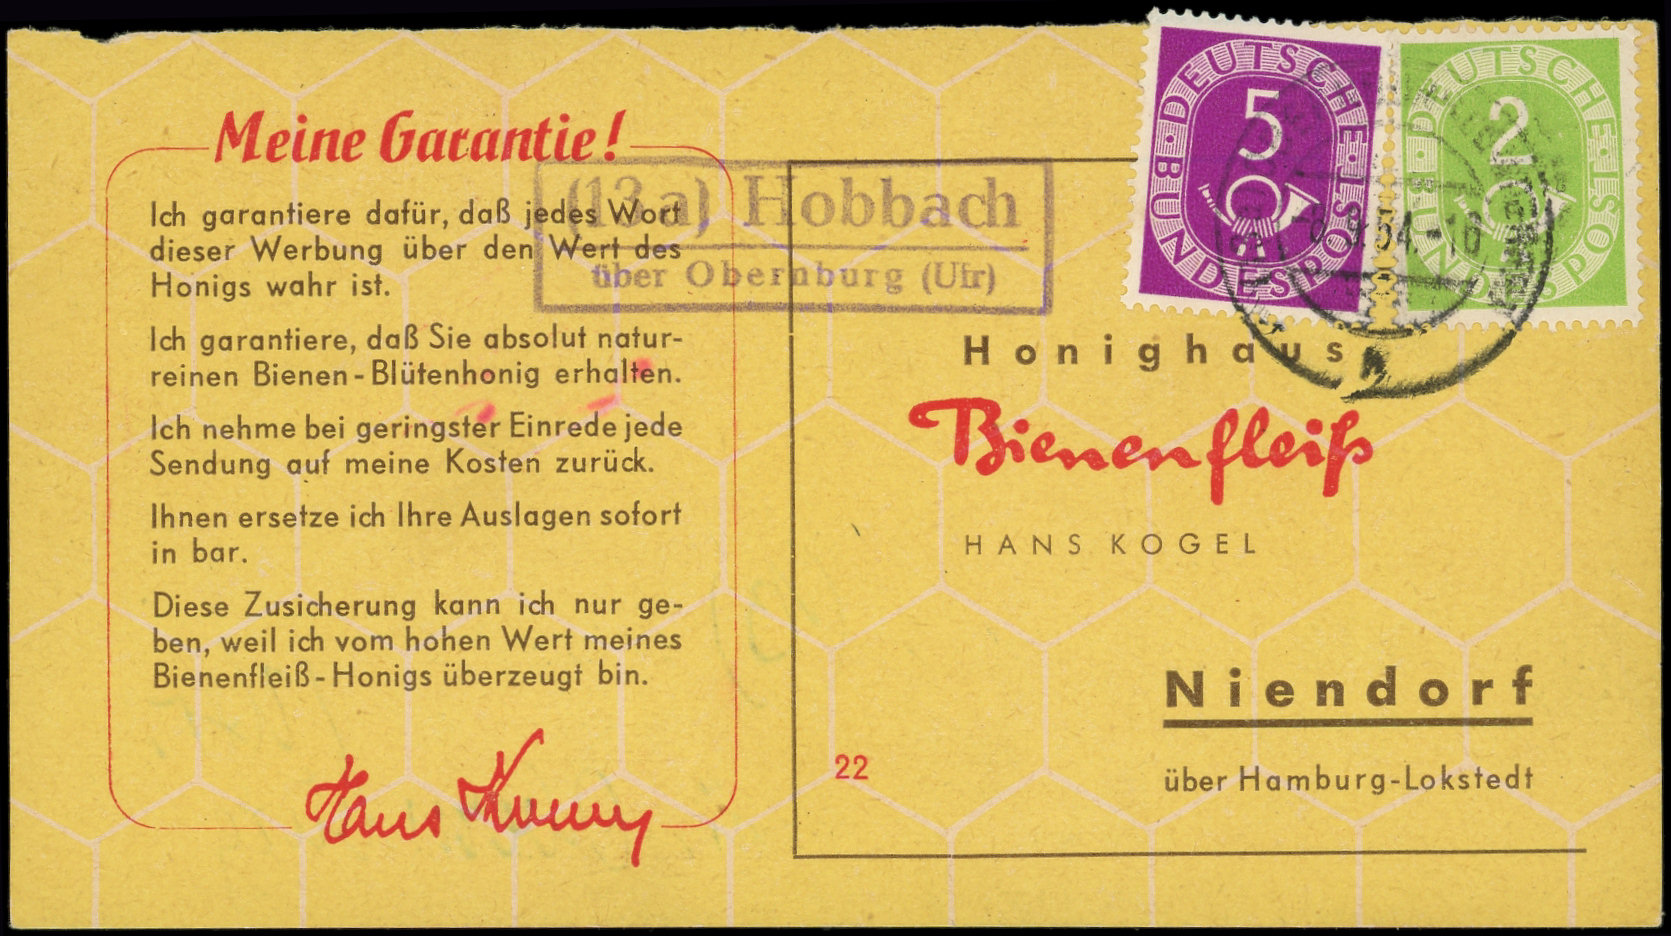 Meine Garantie!
Ich garantiere dafür, daß jedes Wort
dieser Werbung über den Wert des
Honigs wahr ist.
Ich garantiere, daß Sie absolut natur-
reinen Bienen-Blütenhonig erhalten.
Ich nehme bei geringster Einrede jede
Sendung auf meine Kosten zurück.
Ihnen ersetze ich Ihre Auslagen sofort
in bar.
Diese Zusicherung kann ich nur ge-
ben, weil ich vom hohen Wert meines
Bienenfleiß-Honigs überzeugt bin.
Hans
(13a) Hobbach
über Obernburg (Ufr)
DEUTSCHE BUNDESPOST
5
DEUTSCHE BUNDESPOST
2
54.-16
Honighaus
Bienenfleiß
HANS KOGEL
Niendorf
22
über Hamburg-Lokstedt